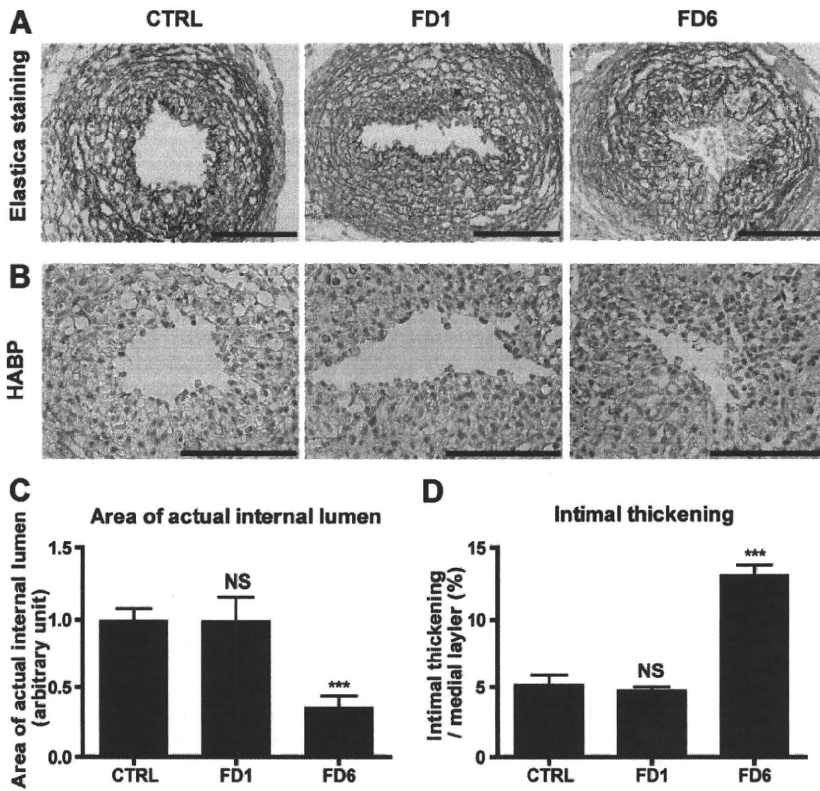 A
CTRL FD1 FD6
Elastica staining
B
HABP
C
Area of actual internal lumen
Area of actual internal lumen
(arbitrary unit)
1.5
1.0
0.5
0.0
NS
***
CTRL FD1 FD6
D
Intimal thickening
Intimal thickening
/ medial layler (%)
15
10
5
0
NS
***
CTRL FD1 FD6